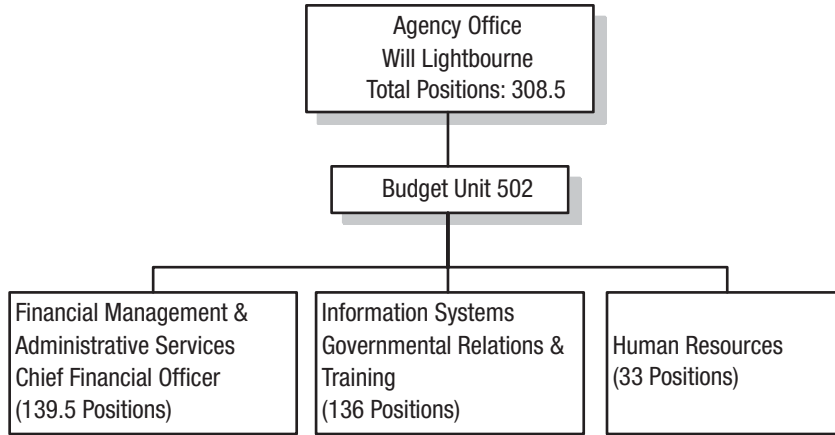 Agency Office
Will Lightbourne
Total Positions: 308.5
Budget Unit 502
Financial Management &
Administrative Services
Chief Financial Officer
(139.5 Positions)
Information Systems
Governmental Relations &
Training
(136 Positions)
Human Resources
(33 Positions)